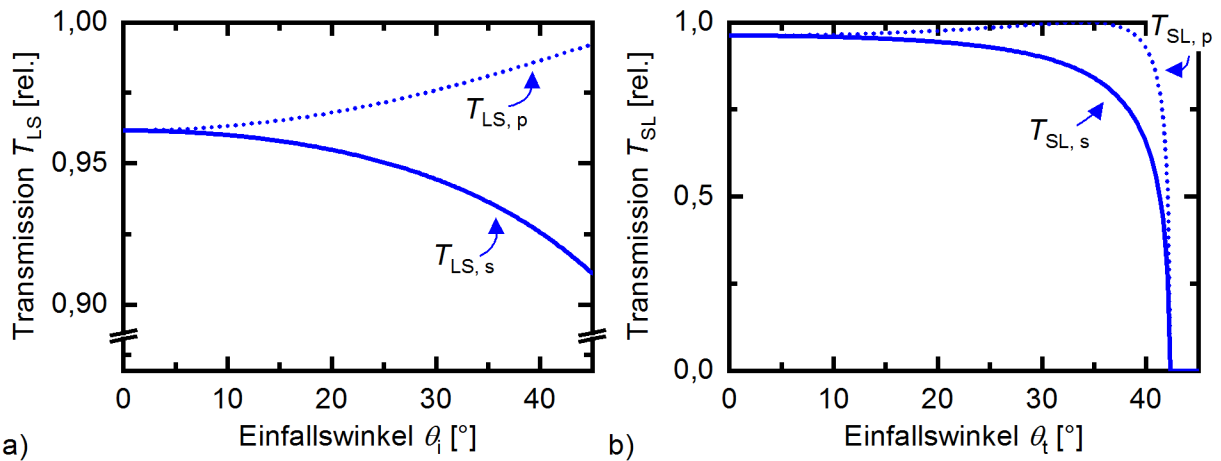 1,00
0,95
0,90
Transmission T_LS [rel.]
T_LS, p
T_LS, s
0 10 20 30 40
Einfallswinkel θ_i [°]
a)
1,0
0,5
0,0
Transmission T_SL [rel.]
T_SL, p
T_SL, s
0 10 20 30 40
Einfallswinkel θ_t [°]
b)